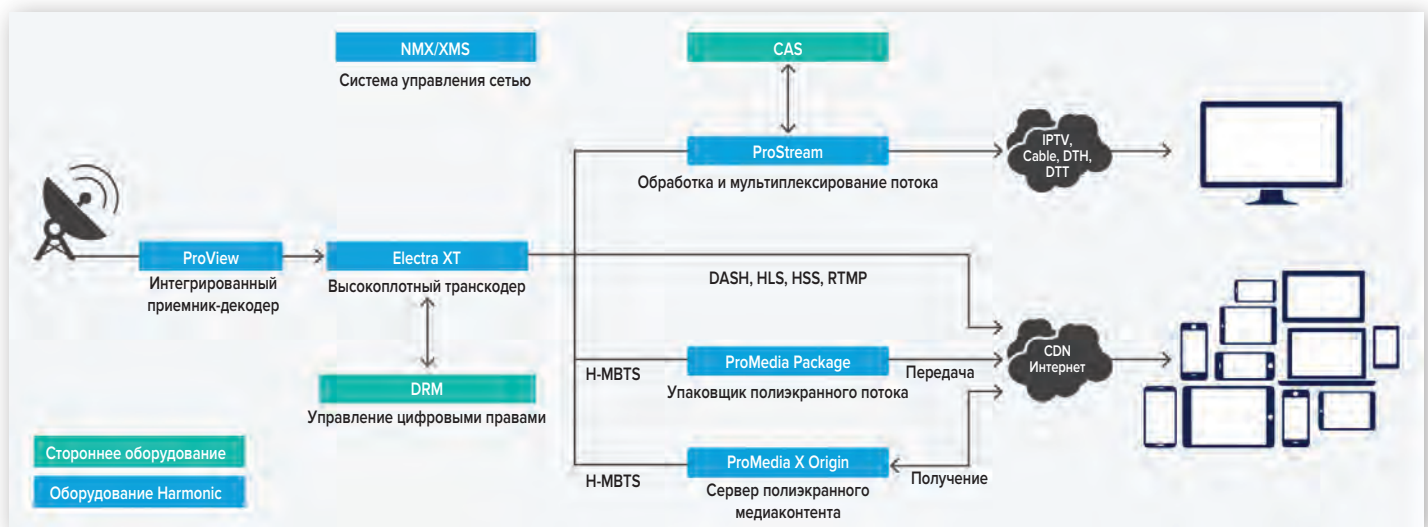 NMX/XMS
Система управления сетью
CAS
ProStream
Обработка и мультиплексирование потока
IPTV,
Cable, DTH,
DTT
ProView
Интегрированный
приемник-декодер
Electra XT
Высокоплотный транскодер
DASH, HLS, HSS, RTMP
DRM
Управление цифровыми правами
H-MBTS
ProMedia Package
Упаковщик полиэкранного потока
Передача
CDN
Интернет
H-MBTS
ProMedia X Origin
Сервер полиэкранного
медиаконтента
Получение
Стороннее оборудование
Оборудование Harmonic